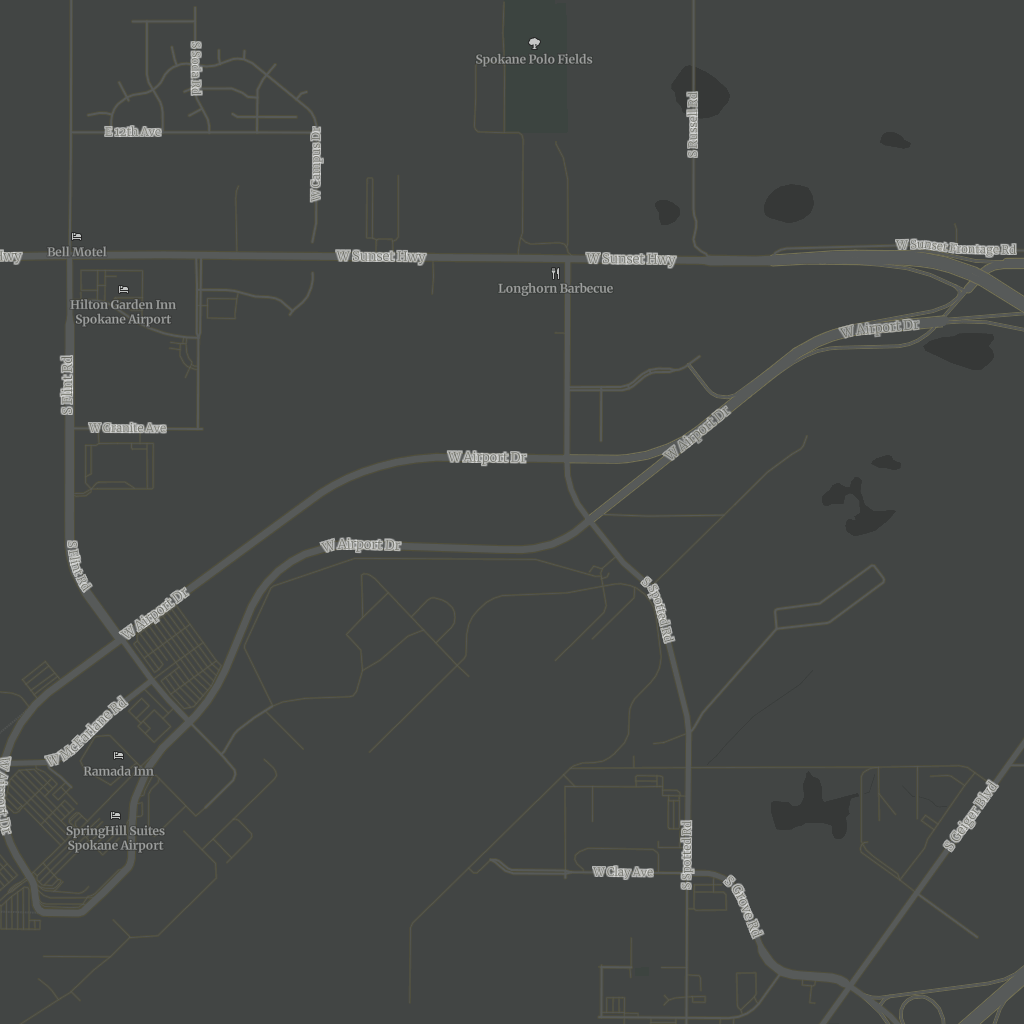 Spokane Polo Fields
S Soda Rd
S Russell Rd
E 12th Ave
W Campus Dr
Bell Motel
Hwy
W Sunset Hwy
W Sunset Hwy
W Sunset Frontage Rd
Longhorn Barbecue
Hilton Garden Inn
Spokane Airport
W Airport Dr
S Flint Rd
W Granite Ave
W Airport Dr
W Airport Dr
W Airport Dr
S Flint Rd
W Airport Dr
S Spotted Rd
W McFarlane Rd
Ramada Inn
W Airport Dr
SpringHill Suites
Spokane Airport
S Geiger Blvd
S Spotted Rd
W Clay Ave
S Grove Rd